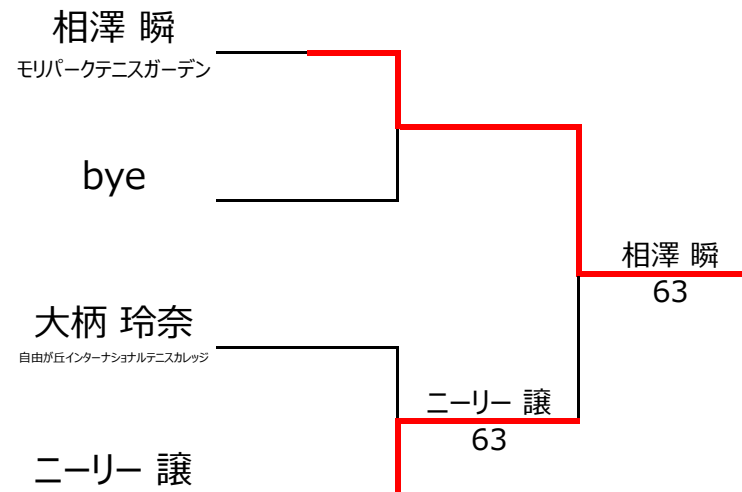 相澤 瞬
モリパークテニスガーデン
bye
相澤 瞬
63
大柄 玲奈
自由が丘インターナショナルテニスカレッジ
ニーリー 譲
63
ニーリー 譲